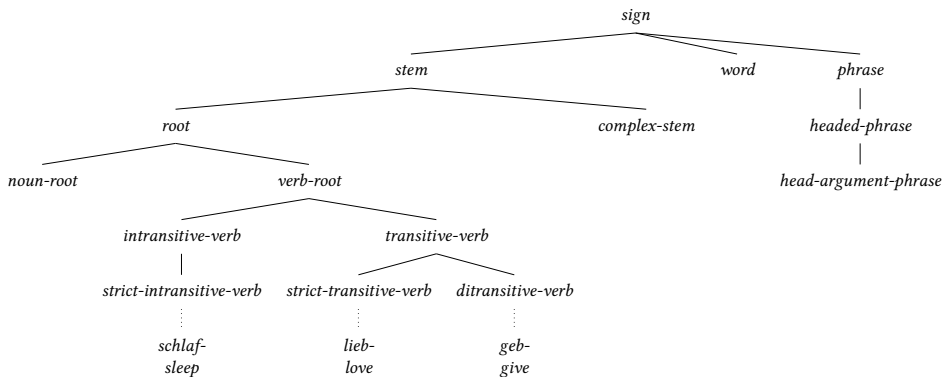 sign
stem word phrase
root complex-stem headed-phrase
noun-root verb-root head-argument-phrase
intransitive-verb transitive-verb
strict-intransitive-verb strict-transitive-verb ditransitive-verb
schlaf- lieb- geb-
sleep love give